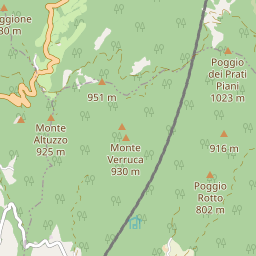 ggione
30 m
Poggio
dei Prati
Piani
1023 m
951 m
Monte
Altuzzo
925 m
Monte
Verruca
930 m
916 m
Poggio
Rotto
802 m